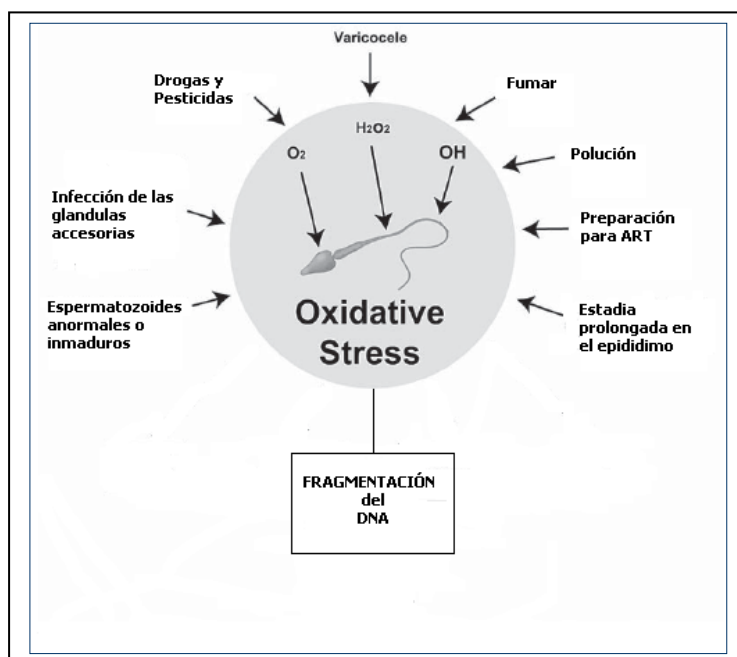 Varicocele
Drogas y
Pesticidas
Fumar
H2O2
O2
OH
Polución
Infección de las
glandulas
accesorias
Preparación
para ART
Espermatozoides
anormales o
inmaduros
Oxidative
Stress
Estadia
prolongada en
el epididimo
FRAGMENTACIÓN
del
DNA